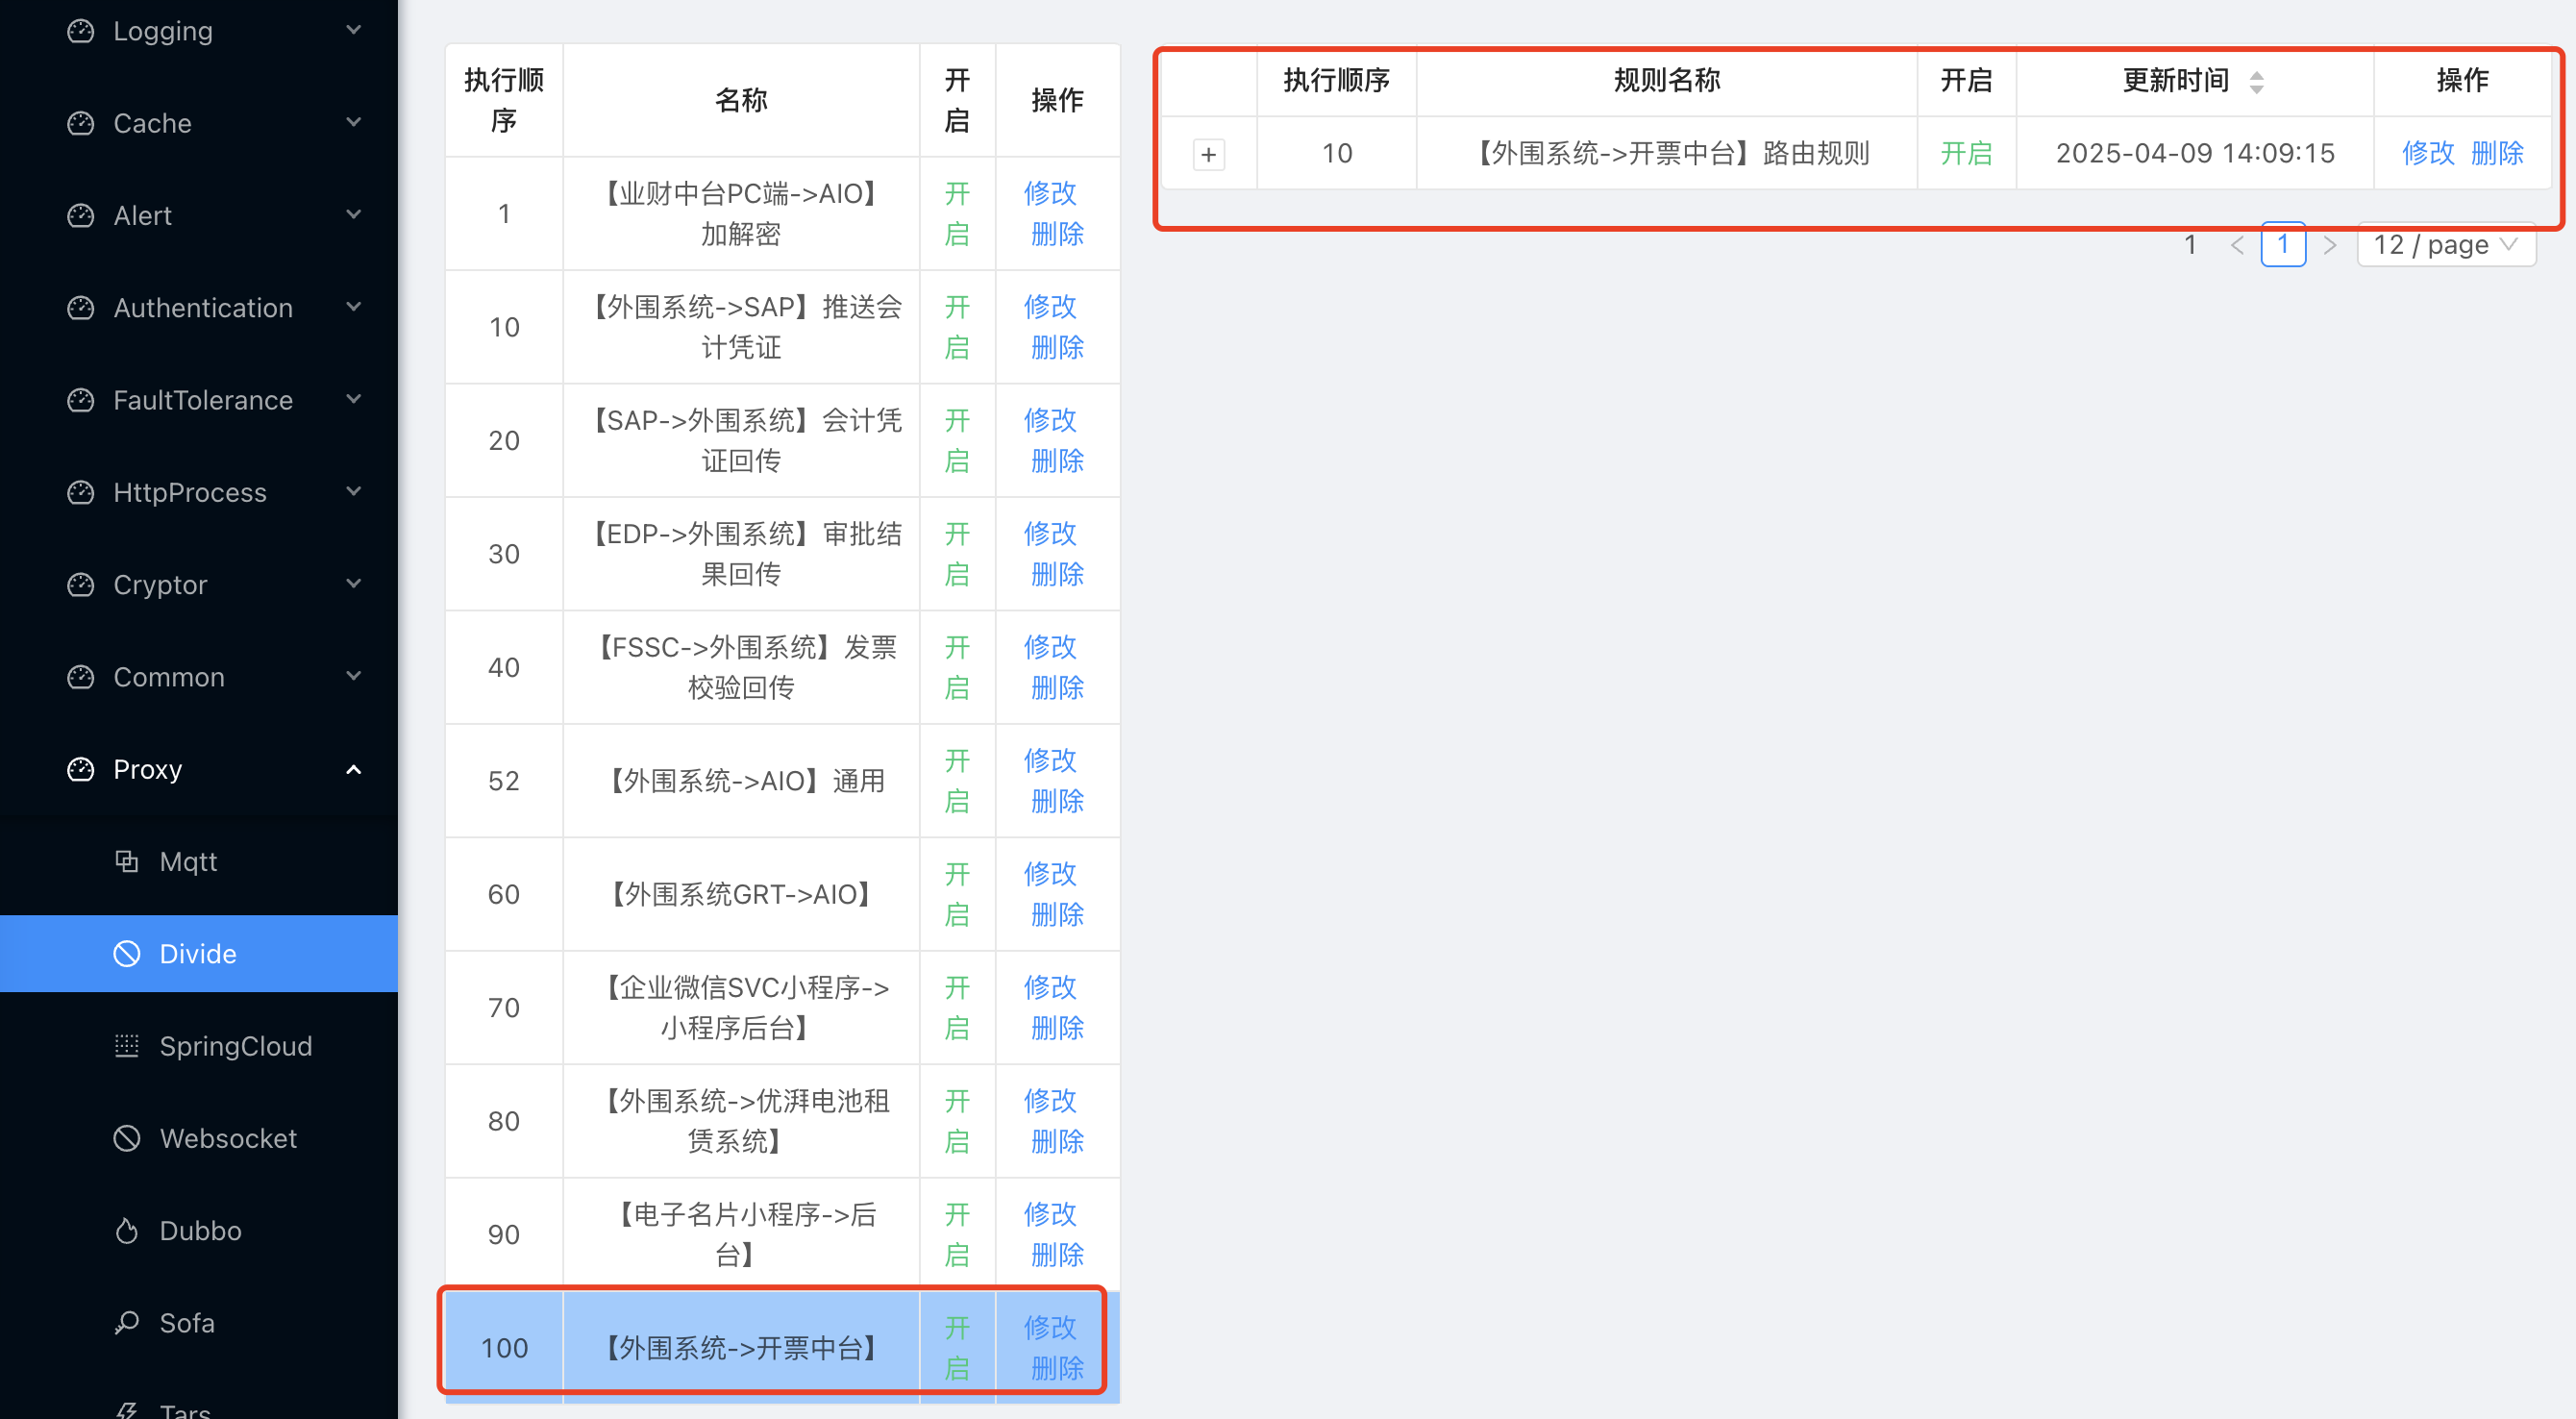 Logging
Cache
Alert
Authentication
FaultTolerance
HttpProcess
Cryptor
Common
Proxy
Mqtt
Divide
SpringCloud
Websocket
Dubbo
Sofa
Tars
执行顺
序
名称
开
启
操作
1
【业财中台PC端->AIO】
加解密
开
启
修改
删除
10
【外围系统->SAP】推送会
计凭证
开
启
修改
删除
20
【SAP->外围系统】会计凭
证回传
开
启
修改
删除
30
【EDP->外围系统】审批结
果回传
开
启
修改
删除
40
【FSSC->外围系统】发票
校验回传
开
启
修改
删除
52
【外围系统->AIO】通用
开
启
修改
删除
60
【外围系统GRT->AIO】
开
启
修改
删除
70
【企业微信SVC小程序->
小程序后台】
开
启
修改
删除
80
【外围系统->优湃电池租
赁系统】
开
启
修改
删除
90
【电子名片小程序->后
台】
开
启
修改
删除
100
【外围系统->开票中台】
开
启
修改
删除
执行顺序 规则名称 开启 更新时间 操作
+ 10 【外围系统->开票中台】路由规则 开启 2025-04-09 14:09:15 修改 删除
1 < 1 > 12 / page